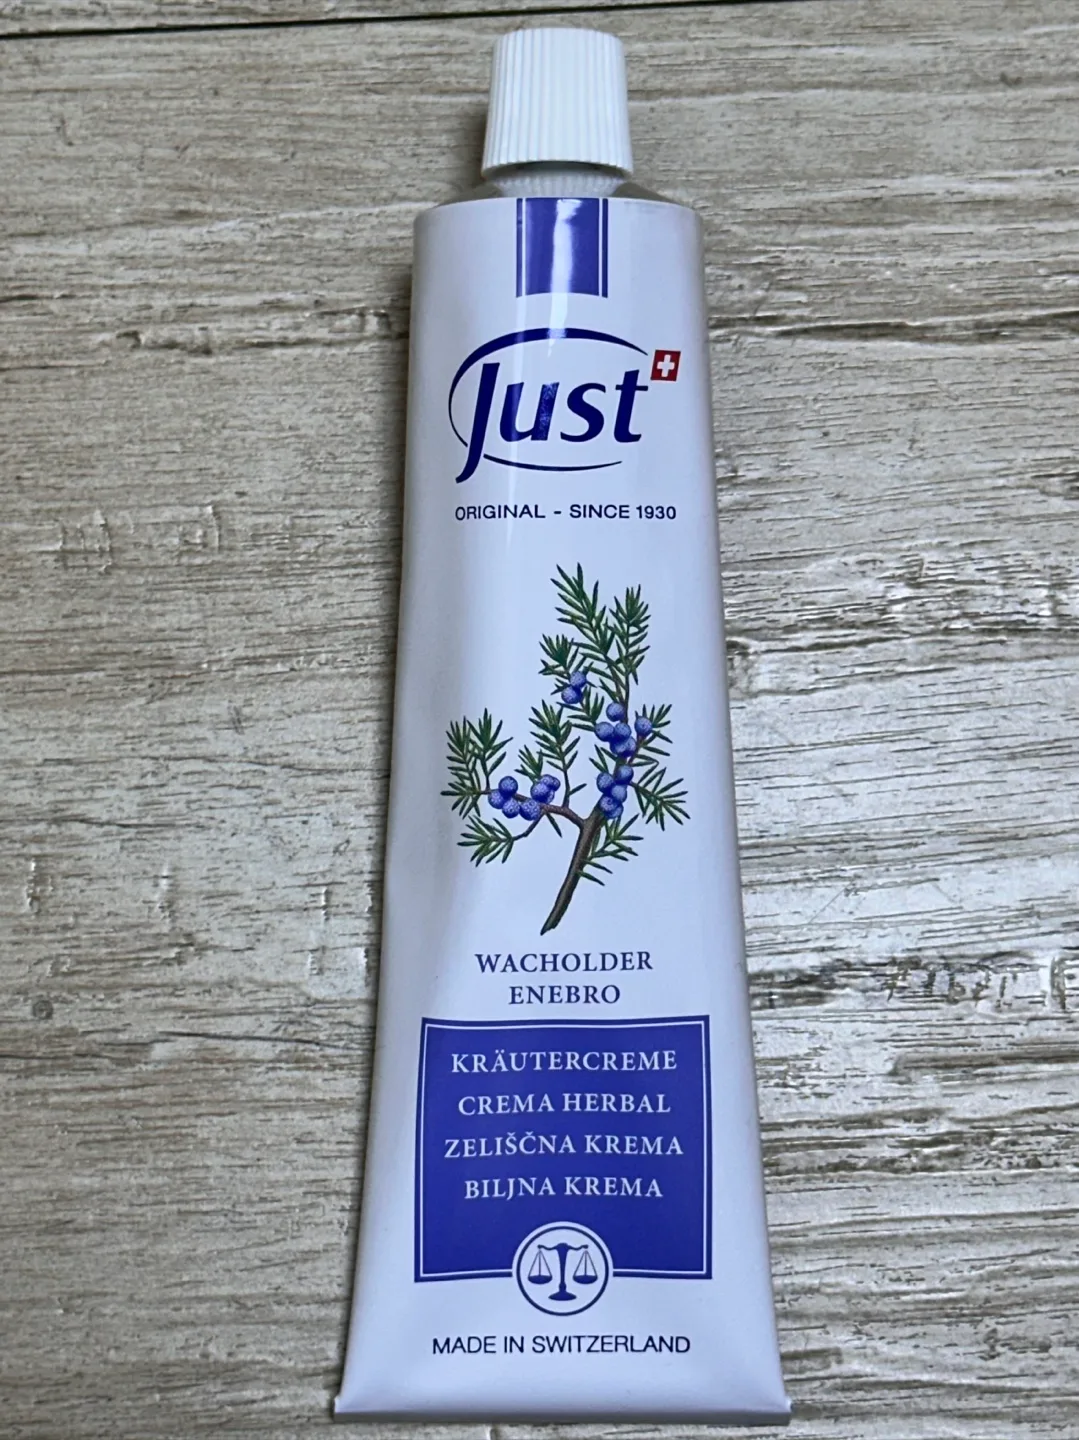 Just
ORIGINAL - SINCE 1930
WACHOLDER
ENEBRO
KRÄUTERCREME
CREMA HERBAL
ZELIŠČNA KREMA
BILJNA KREMA
MADE IN SWITZERLAND